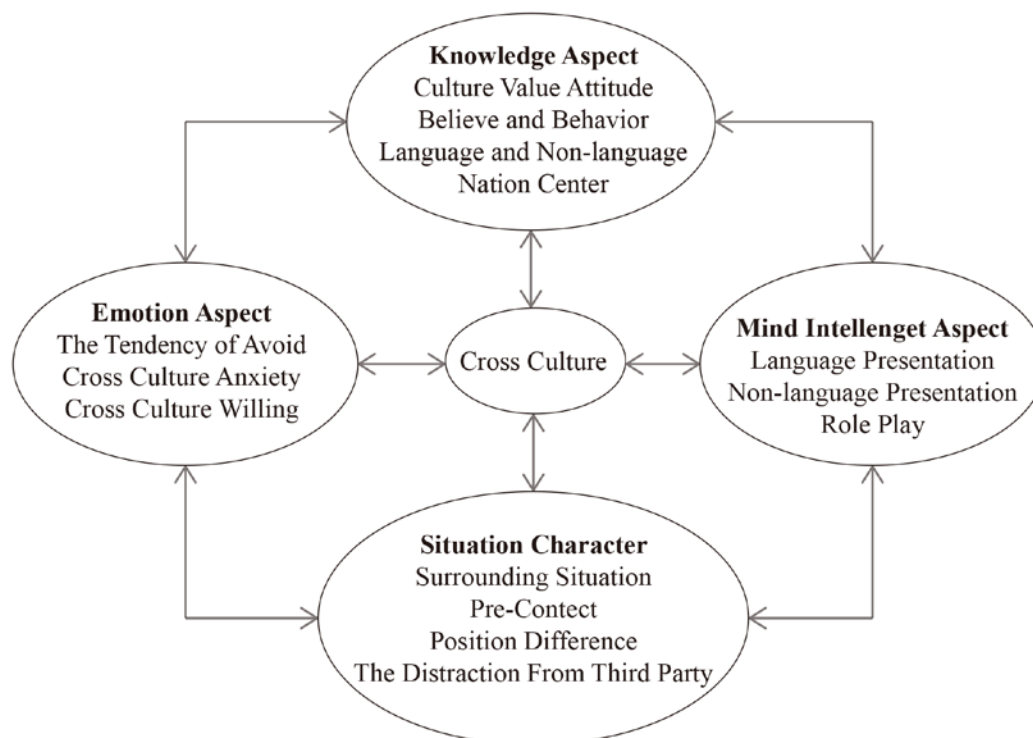 Knowledge Aspect
Culture Value Attitude
Believe and Behavior
Language and Non-language
Nation Center
Emotion Aspect
The Tendency of Avoid
Cross Culture Anxiety
Cross Culture Willing
Cross Culture
Mind Intellenget Aspect
Language Presentation
Non-language Presentation
Role Play
Situation Character
Surrounding Situation
Pre-Contect
Position Difference
The Distraction From Third Party